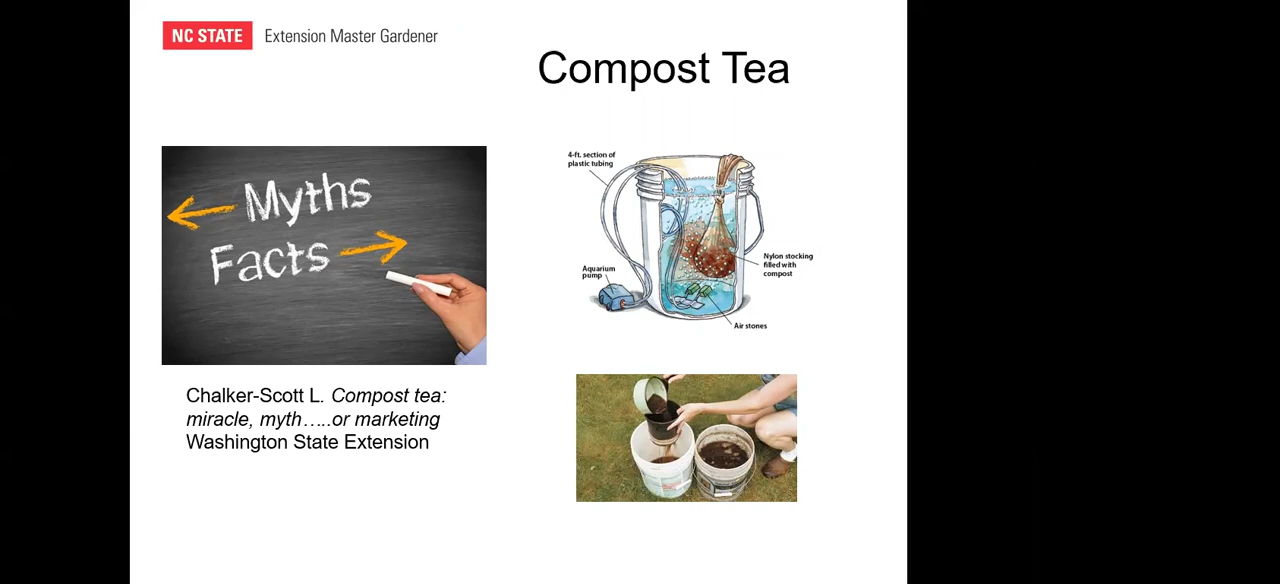 NC STATE Extension Master Gardener
Compost Tea
Myths
Facts
Chalker-Scott L. Compost tea:
miracle, myth…..or marketing
Washington State Extension
4-ft. section of
plastic tubing
Aquarium
pump
Nylon stocking
filled with
compost
Air stones